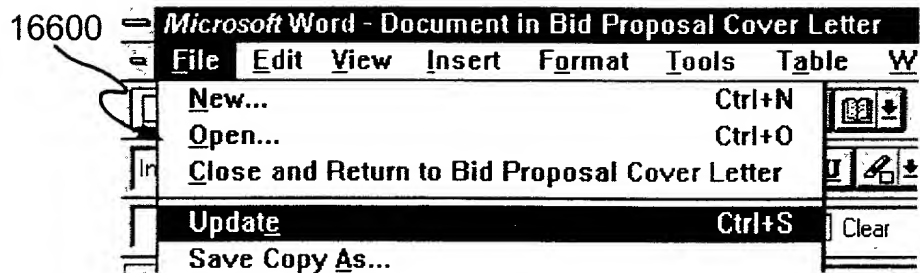 16600
Microsoft Word - Document in Bid Proposal Cover Letter
File Edit View Insert Format Tools Table W
New... Ctrl+N
Open... Ctrl+O
Close and Return to Bid Proposal Cover Letter
In U
Update Ctrl+S Clear
Save Copy As...